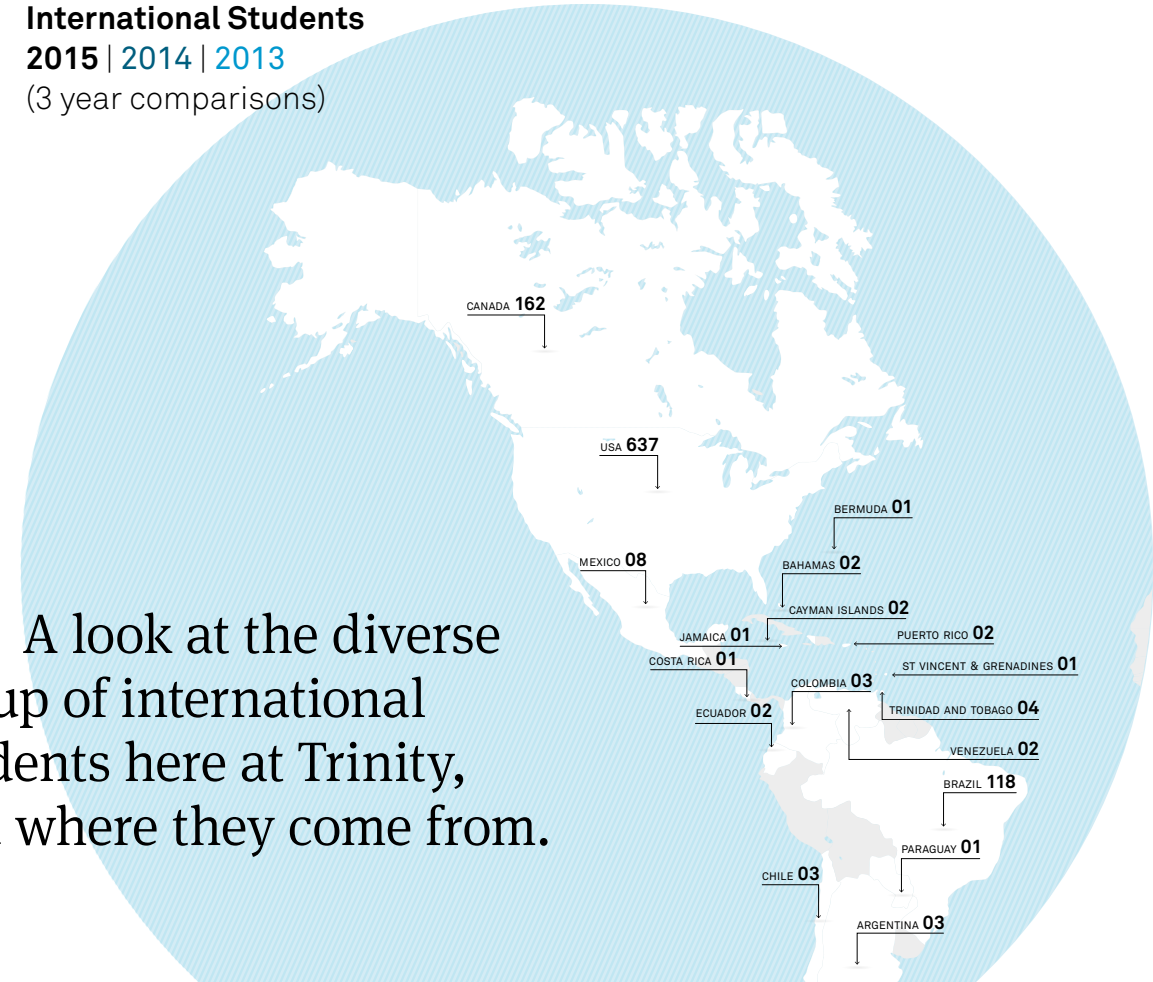 International Students
2015 | 2014 | 2013
(3 year comparisons)
CANADA 162
USA 637
BERMUDA 01
MEXICO 08
BAHAMAS 02
CAYMAN ISLANDS 02
JAMAICA 01
PUERTO RICO 02
COSTA RICA 01
ST VINCENT & GRENADINES 01
COLOMBIA 03
ECUADOR 02
TRINIDAD AND TOBAGO 04
VENEZUELA 02
BRAZIL 118
PARAGUAY 01
CHILE 03
ARGENTINA 03
A look at the diverse
up of international
dents here at Trinity,
where they come from.